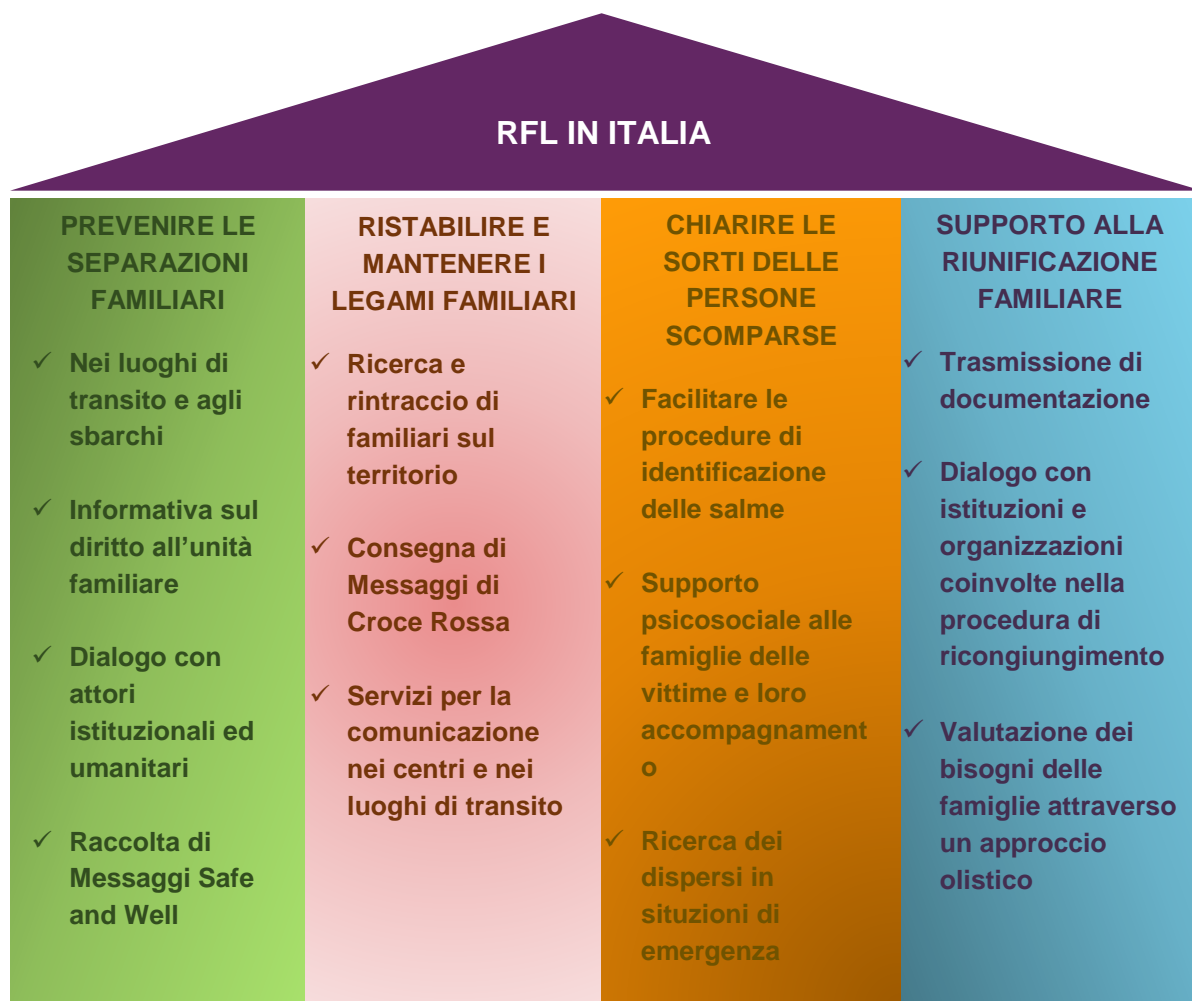 RFL IN ITALIA
PREVENIRE LE
SEPARAZIONI
FAMILIARI
✓ Nei luoghi di
transito e agli
sbarchi
✓ Informativa sul
diritto all’unità
familiare
✓ Dialogo con
attori
istituzionali ed
umanitari
✓ Raccolta di
Messaggi Safe
and Well
RISTABILIRE E
MANTENERE I
LEGAMI FAMILIARI
✓ Ricerca e
rintraccio di
familiari sul
territorio
✓ Consegna di
Messaggi di
Croce Rossa
✓ Servizi per la
comunicazione
nei centri e nei
luoghi di transito
CHIARIRE LE
SORTI DELLE
PERSONE
SCOMPARSE
✓ Facilitare le
procedure di
identificazione
delle salme
✓ Supporto
psicosociale alle
famiglie delle
vittime e loro
accompagnament
o
✓ Ricerca dei
dispersi in
situzioni di
emergenza
SUPPORTO ALLA
RIUNIFICAZIONE
FAMILIARE
✓ Trasmissione di
documentazione
✓ Dialogo con
istituzioni e
organizzazioni
coinvolte nella
procedura di
ricongiungimento
✓ Valutazione dei
bisogni delle
famiglie attraverso
un approccio
olistico